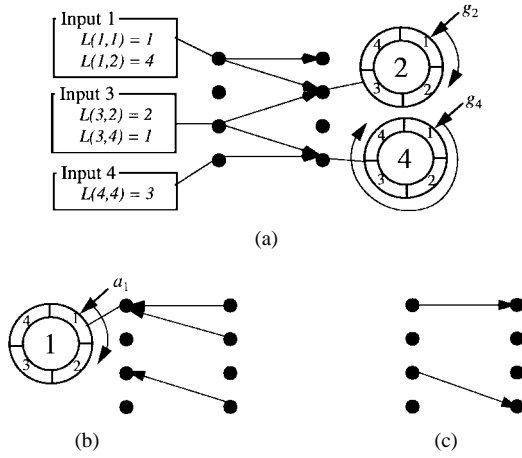 Input 1
L(1,1) = 1
L(1,2) = 4
Input 3
L(3,2) = 2
L(3,4) = 1
Input 4
L(4,4) = 3
g2
4 1
2
3 2
g4
4 1
4
3 2
(a)
a1
4 1
1
3 2
(b)
(c)